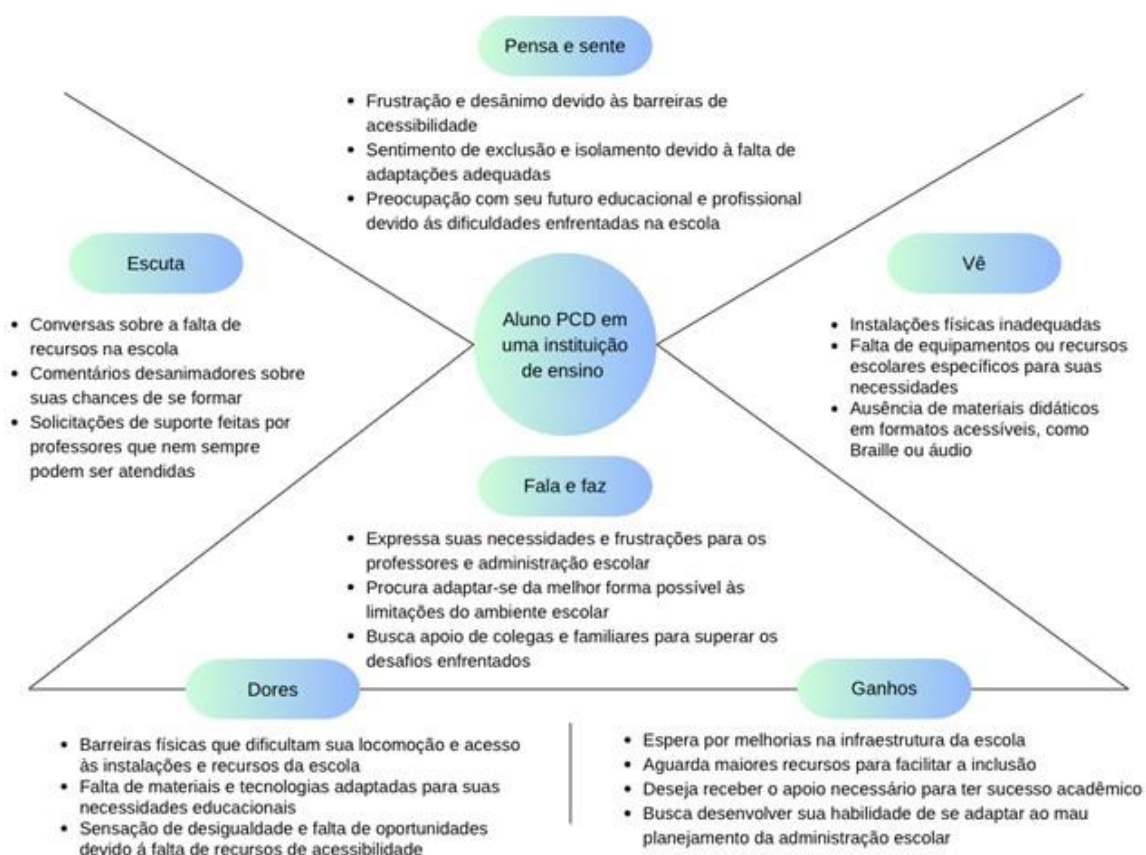 Pensa e sente
• Frustração e desânimo devido às barreiras de
acessibilidade
• Sentimento de exclusão e isolamento devido à falta de
adaptações adequadas
• Preocupação com seu futuro educacional e profissional
devido ás dificuldades enfrentadas na escola
Escuta
• Conversas sobre a falta de
recursos na escola
• Comentários desanimadores sobre
suas chances de se formar
• Solicitações de suporte feitas por
professores que nem sempre
podem ser atendidas
Aluno PCD em
uma instituição
de ensino
Vê
• Instalações físicas inadequadas
• Falta de equipamentos ou recursos
escolares específicos para suas
necessidades
• Ausência de materiais didáticos
em formatos acessíveis, como
Braille ou áudio
Fala e faz
• Expressa suas necessidades e frustrações para os
professores e administração escolar
• Procura adaptar-se da melhor forma possível às
limitações do ambiente escolar
• Busca apoio de colegas e familiares para superar os
desafios enfrentados
Dores
• Barreiras físicas que dificultam sua locomoção e acesso
às instalações e recursos da escola
• Falta de materiais e tecnologias adaptadas para suas
necessidades educacionais
• Sensação de desigualdade e falta de oportunidades
devido á falta de recursos de acessibilidade
Ganhos
• Espera por melhorias na infraestrutura da escola
• Aguarda maiores recursos para facilitar a inclusão
• Deseja receber o apoio necessário para ter sucesso acadêmico
• Busca desenvolver sua habilidade de se adaptar ao mau
planejamento da administração escolar